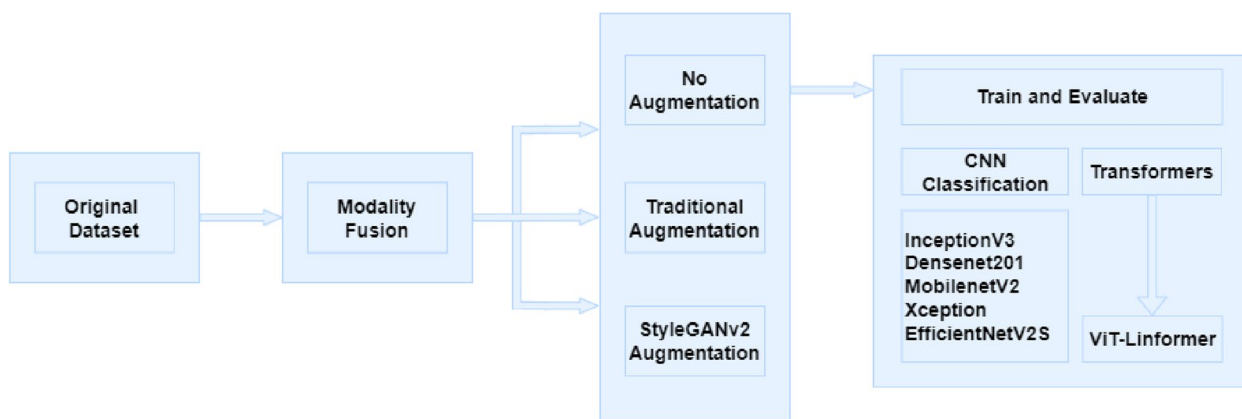 Original
Dataset
Modality
Fusion
No
Augmentation
Traditional
Augmentation
StyleGANv2
Augmentation
Train and Evaluate
CNN
Classification
InceptionV3
Densenet201
MobilenetV2
Xception
EfficientNetV2S
Transformers
ViT-Linformer